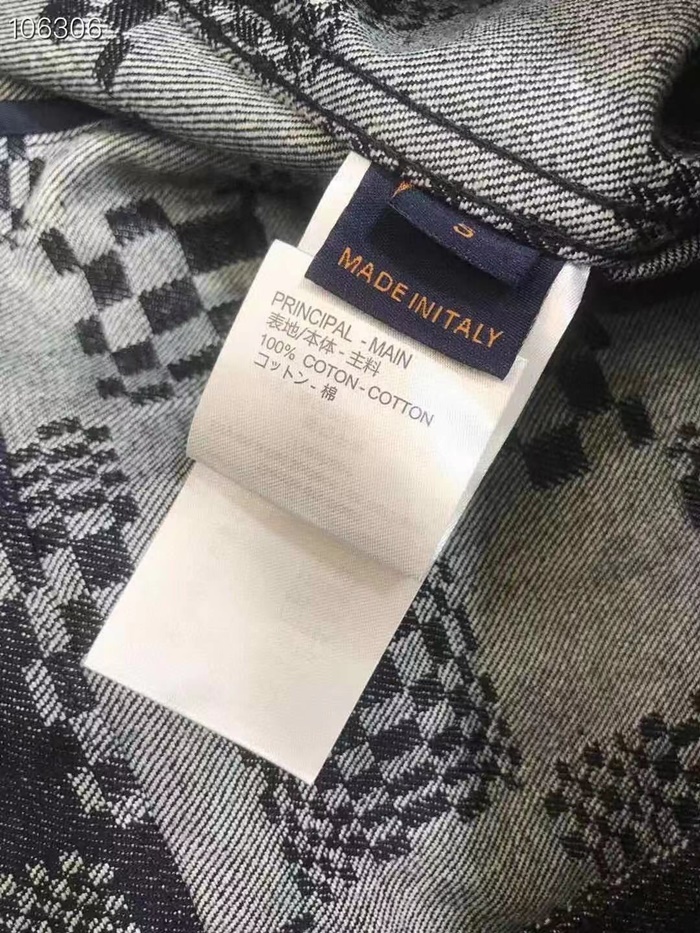 106306
S
MADE IN ITALY
PRINCIPAL - MAIN
表地/本体 - 主料
100% COTON - COTTON
コットン - 棉